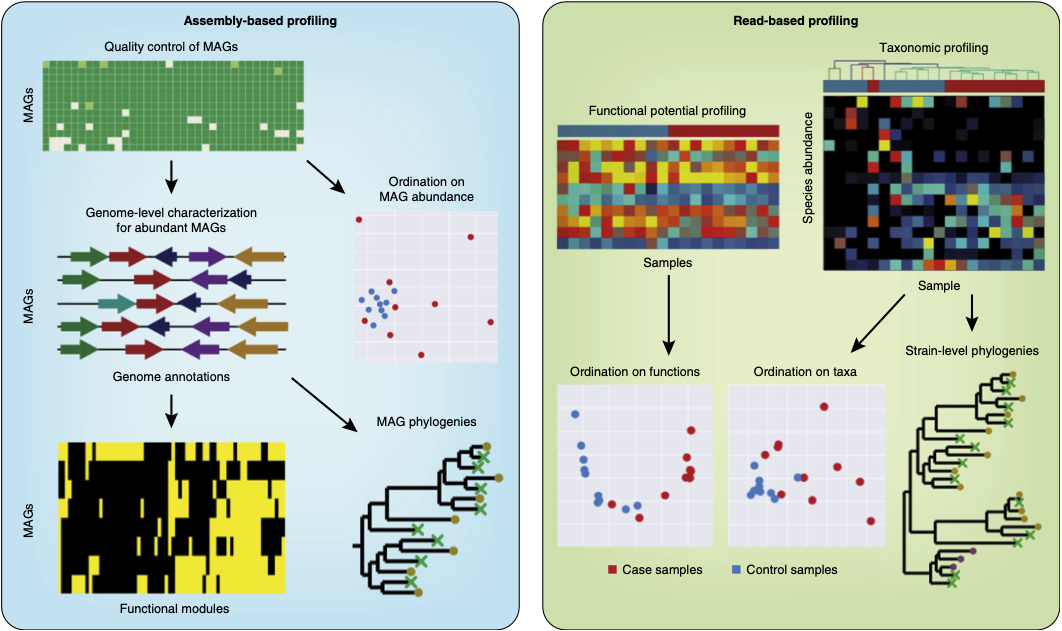 Assembly-based profiling
Quality control of MAGs
MAGs
Ordination on
MAG abundance
Genome-level characterization
for abundant MAGs
MAGs
Genome annotations
MAG phylogenies
MAGs
Functional modules
Read-based profiling
Taxonomic profiling
Functional potential profiling
Species abundance
Samples
Sample
Strain-level phylogenies
Ordination on functions
Ordination on taxa
Case samples
Control samples